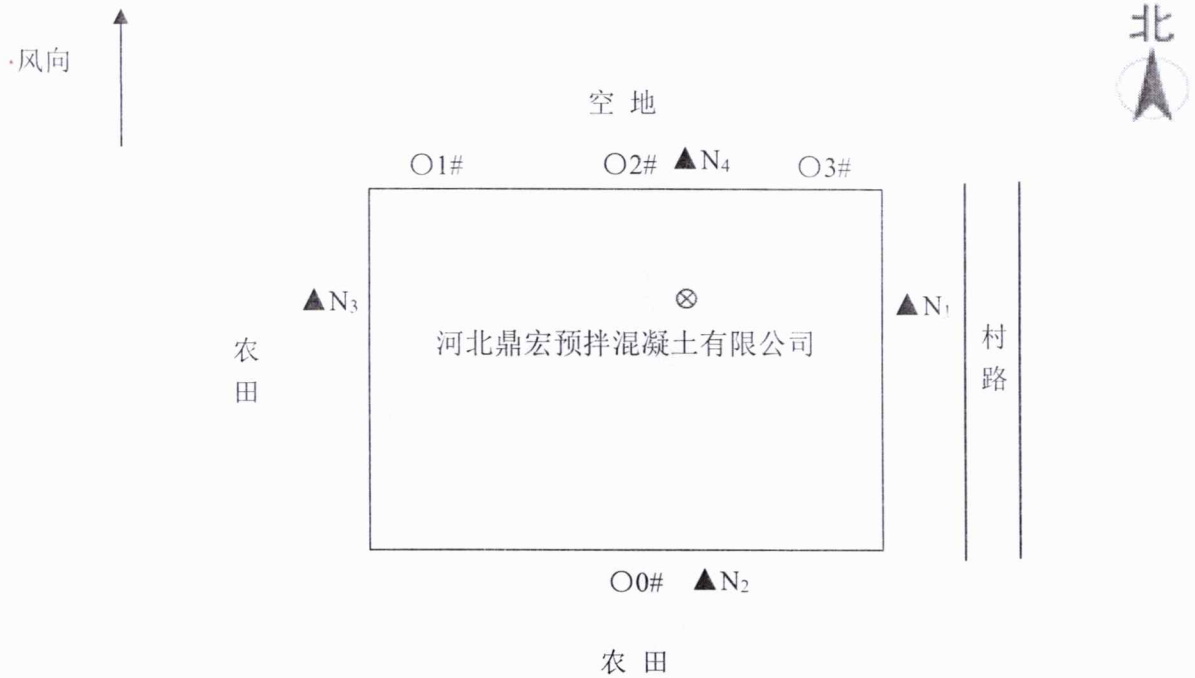 北
风向
空 地
○1#
○2# ▲N₄
○3#
▲N₃
⊗
▲N₁
河北鼎宏预拌混凝土有限公司
农
田
村
路
○0# ▲N₂
农 田